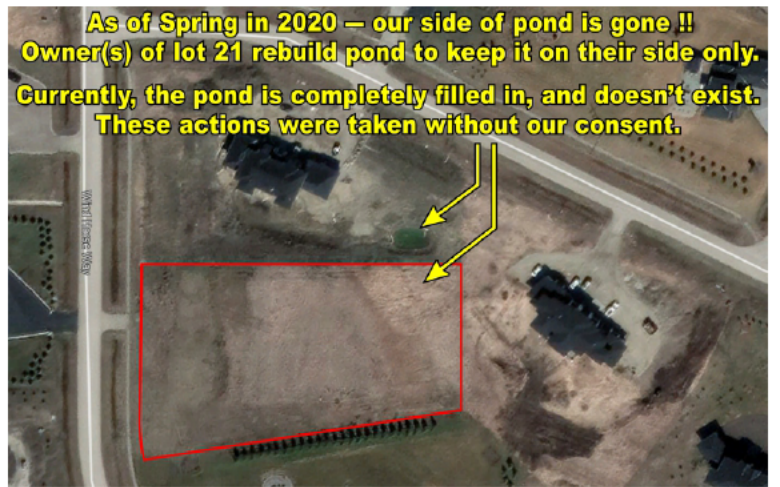 As of Spring in 2020 — our side of pond is gone !!
Owner(s) of lot 21 rebuild pond to keep it on their side only.
Currently, the pond is completely filled in, and doesn't exist.
These actions were taken without our consent.